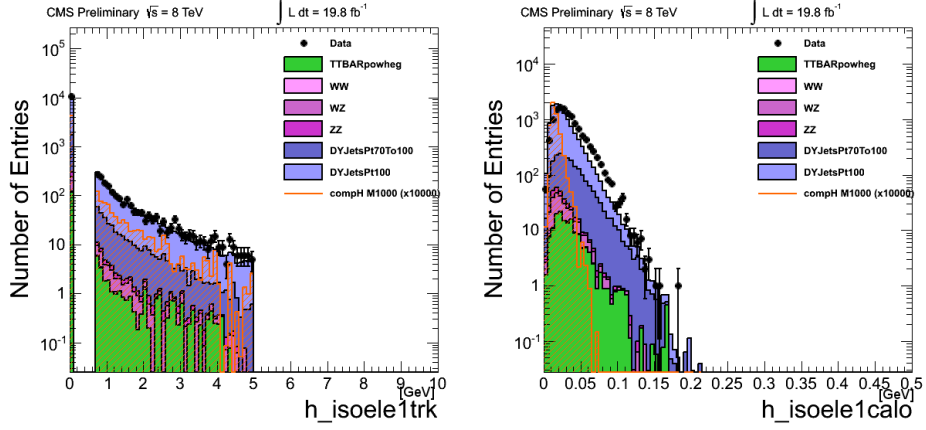 CMS Preliminary √s = 8 TeV ∫ L dt = 19.8 fb⁻¹
Number of Entries
10⁵
10⁴
10³
10²
10
1
10⁻¹
Data
TTBARpowheg
WW
WZ
ZZ
DYJetsPt70To100
DYJetsPt100
compH M1000 (x10000)
0 1 2 3 4 5 6 7 8 9 10
[GeV]
h_isoele1trk
CMS Preliminary √s = 8 TeV ∫ L dt = 19.8 fb⁻¹
Number of Entries
10⁴
10³
10²
10
1
10⁻¹
Data
TTBARpowheg
WW
WZ
ZZ
DYJetsPt70To100
DYJetsPt100
compH M1000 (x10000)
0 0.05 0.1 0.15 0.2 0.25 0.3 0.35 0.4 0.45 0.5
[GeV]
h_isoele1calo